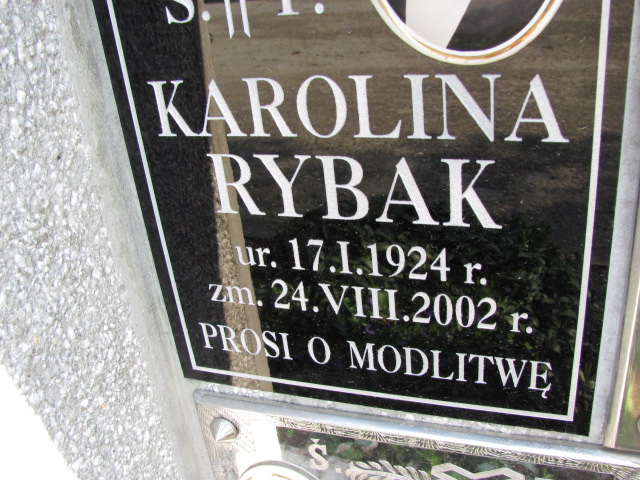 Ś. P.
KAROLINA
RYBAK
ur. 17.I.1924 r.
zm. 24.VIII.2002 r.
PROSI O MODLITWĘ
Ś.